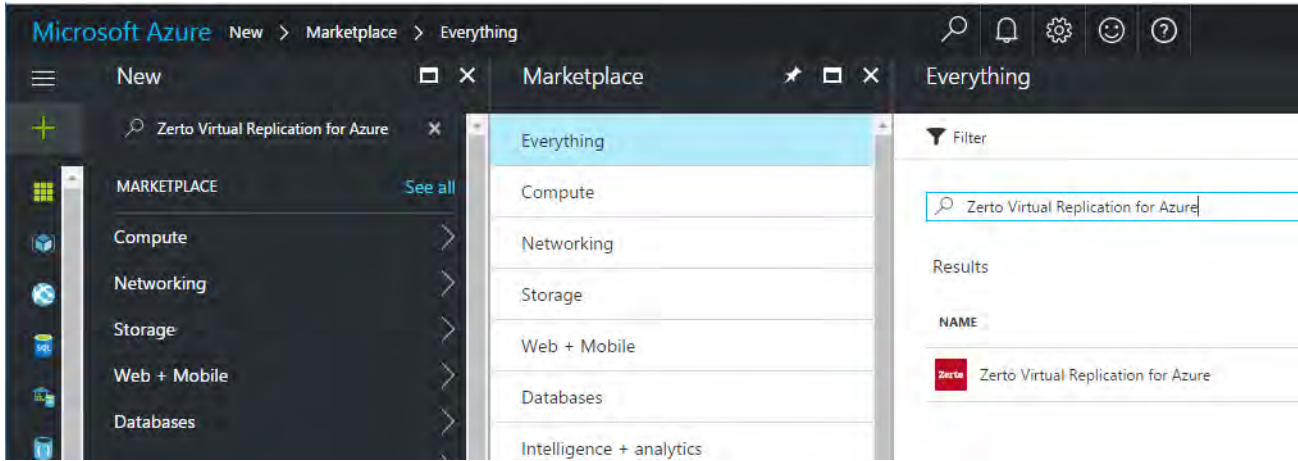 Microsoft Azure New > Marketplace > Everything
New
Zerto Virtual Replication for Azure
MARKETPLACE See all
Compute
Networking
Storage
Web + Mobile
Databases
SQL
Marketplace
Everything
Compute
Networking
Storage
Web + Mobile
Databases
Intelligence + analytics
Everything
Filter
Zerto Virtual Replication for Azure
Results
NAME
Zerto Zerto Virtual Replication for Azure